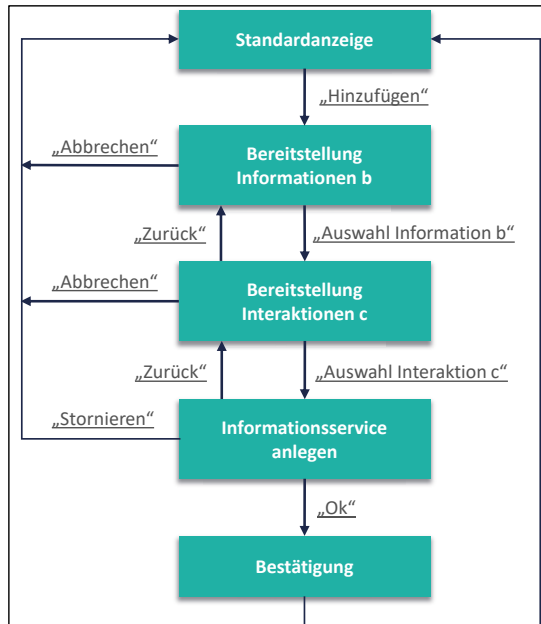 Standardanzeige
„Hinzufügen“
„Abbrechen“
Bereitstellung
Informationen b
„Zurück“
„Auswahl Information b“
„Abbrechen“
Bereitstellung
Interaktionen c
„Zurück“
„Auswahl Interaktion c“
„Stornieren“
Informationsservice
anlegen
„Ok“
Bestätigung